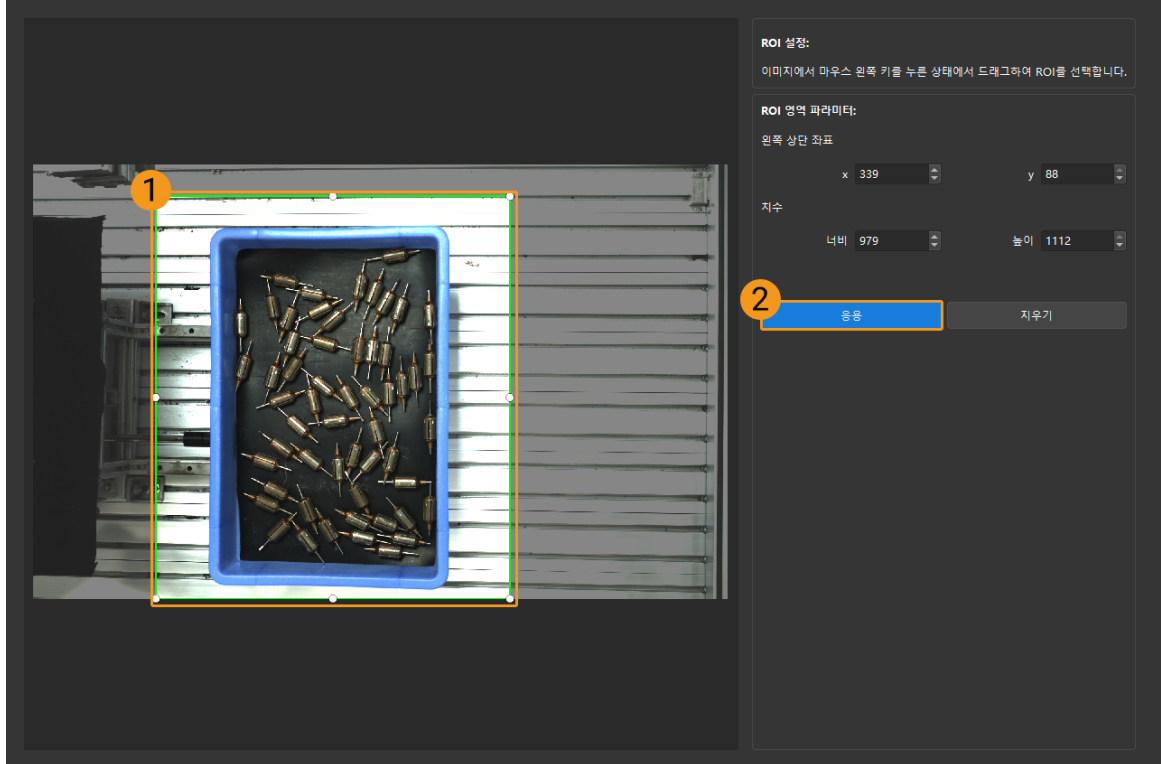 ROI 설정:
이미지에서 마우스 왼쪽 키를 누른 상태에서 드래그하여 ROI를 선택합니다.
ROI 영역 파라미터:
왼쪽 상단 좌표
x 339 y 88
지수
너비 979 높이 1112
응용 지우기
1
2